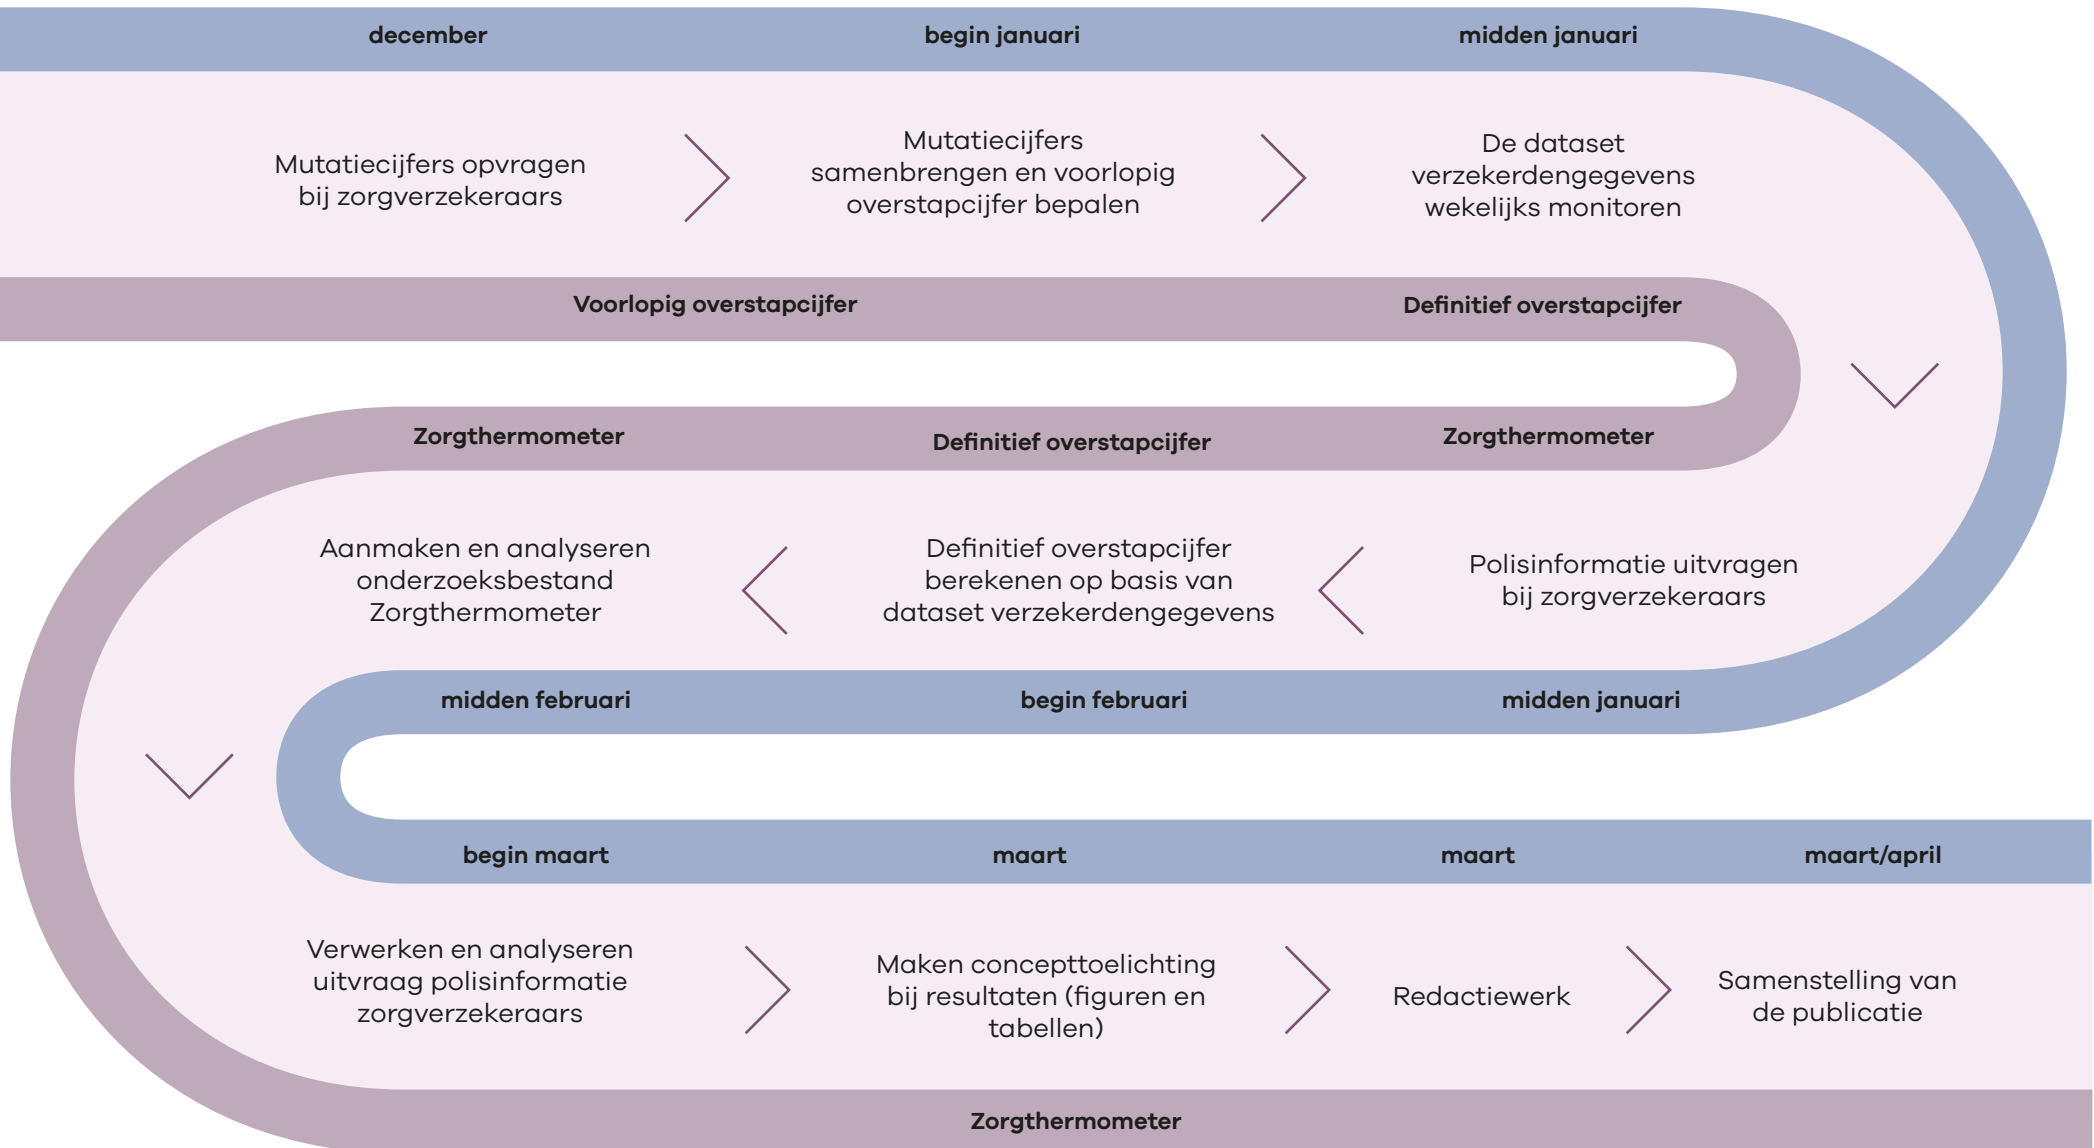 december
begin januari
midden januari
Mutatiecijfers opvragen
bij zorgverzekeraars
Mutatiecijfers
samenbrengen en voorlopig
overstapcijfer bepalen
De dataset
verzekerdengegevens
wekelijks monitoren
Voorlopig overstapcijfer
Definitief overstapcijfer
Zorgthermometer
Definitief overstapcijfer
Zorgthermometer
Polisinformatie uitvragen
bij zorgverzekeraars
Definitief overstapcijfer
berekenen op basis van
dataset verzekerdengegevens
Aanmaken en analyseren
onderzoeksbestand
Zorgthermometer
midden januari
begin februari
midden februari
begin maart
maart
maart
maart/april
Verwerken en analyseren
uitvraag polisinformatie
zorgverzekeraars
Maken concepttoelichting
bij resultaten (figuren en
tabellen)
Redactiewerk
Samenstelling van
de publicatie
Zorgthermometer